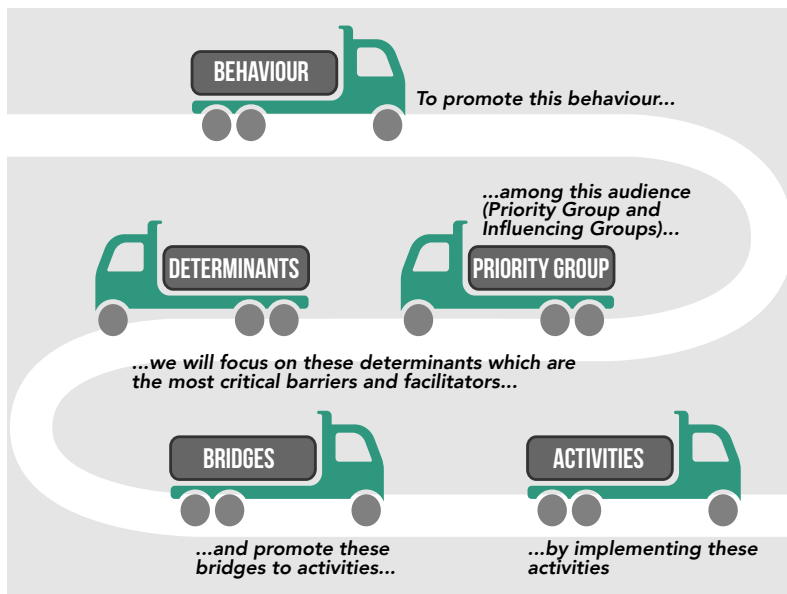 BEHAVIOUR
To promote this behaviour...
...among this audience
(Priority Group and
Influencing Groups)...
PRIORITY GROUP
DETERMINANTS
...we will focus on these determinants which are
the most critical barriers and facilitators...
BRIDGES
...and promote these
bridges to activities...
ACTIVITIES
...by implementing these
activities